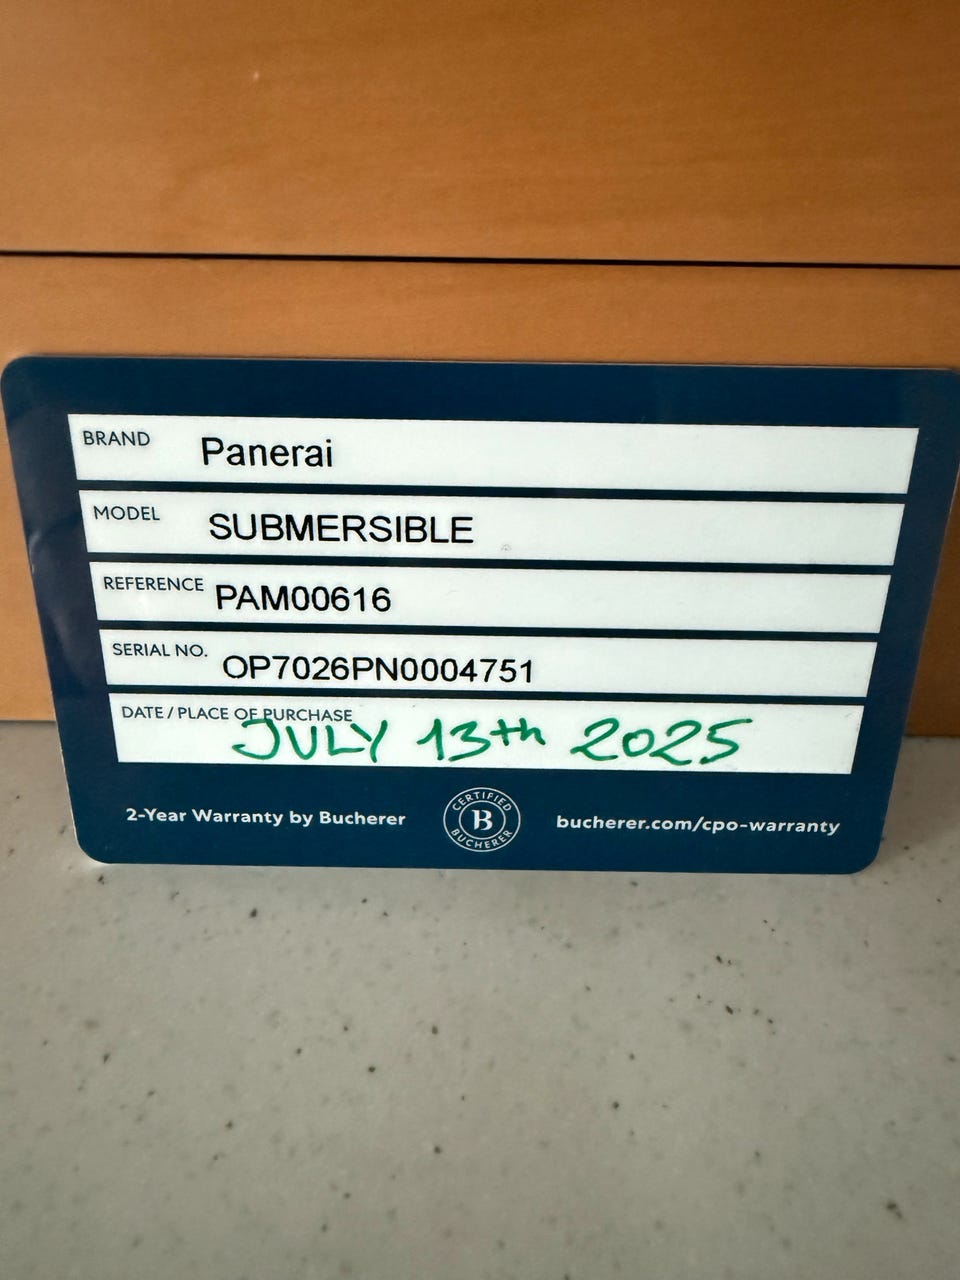 BRAND Panerai
MODEL SUBMERSIBLE
REFERENCE PAM00616
SERIAL NO. OP7026PN0004751
DATE / PLACE OF PURCHASE
JULY 13th 2025
2-Year Warranty by Bucherer
CERTIFIED
B
BUCHERER
bucherer.com/cpo-warranty